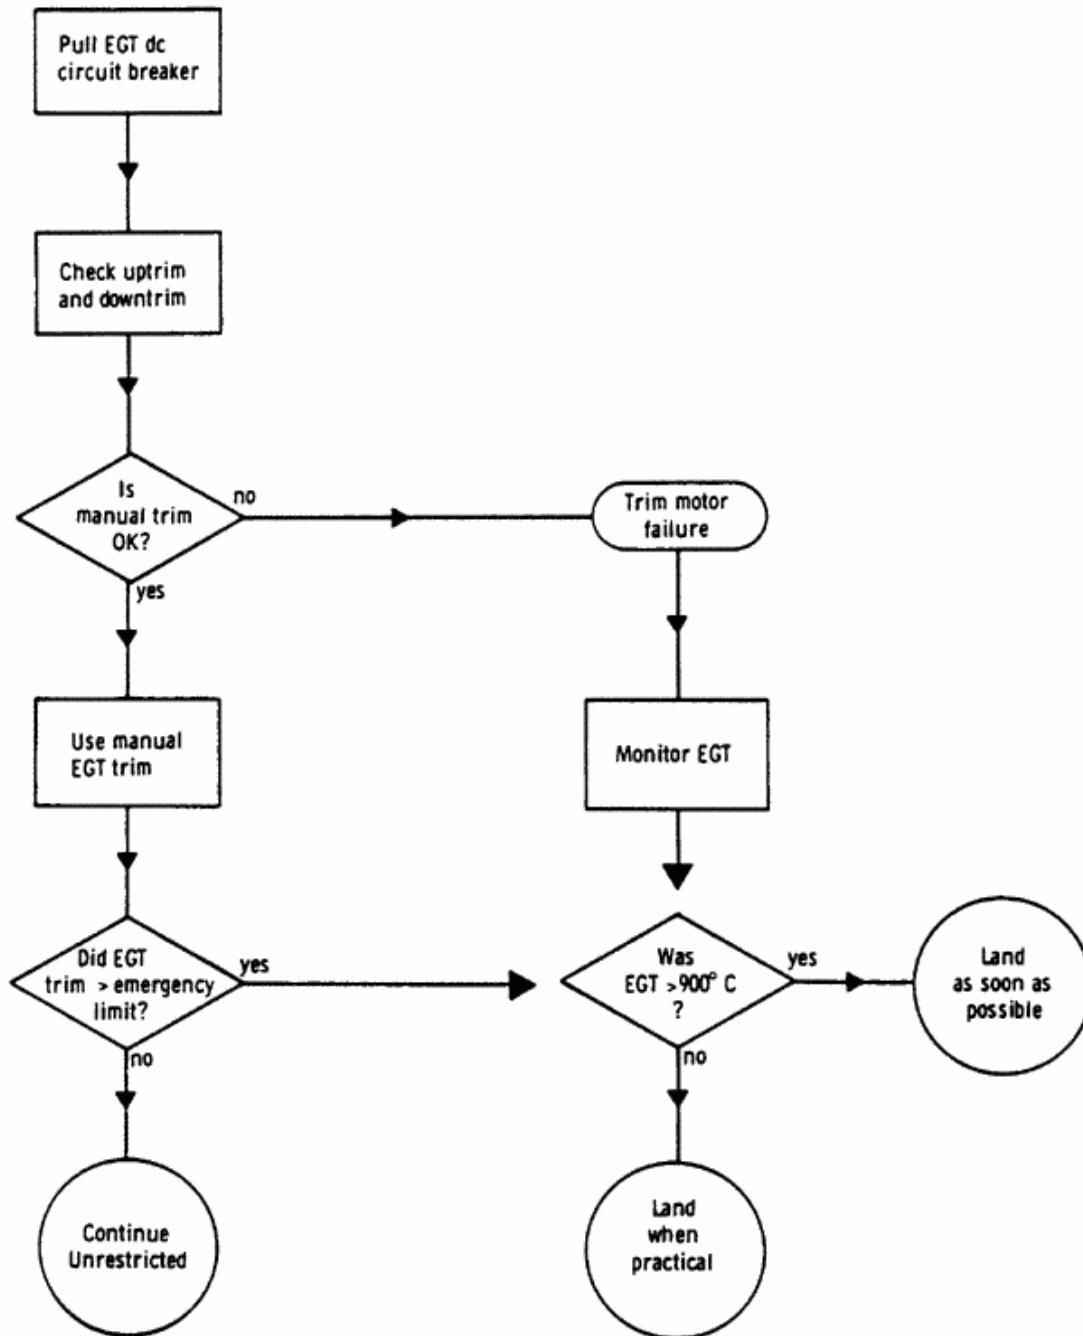 Pull EGT dc
circuit breaker
Check uptrim
and downtrim
Is
manual trim
OK?
no
yes
Trim motor
failure
Use manual
EGT trim
Monitor EGT
Did EGT
trim > emergency
limit?
yes
no
Was
EGT > 900° C
?
yes
no
Land
as soon as
possible
Continue
Unrestricted
Land
when
practical